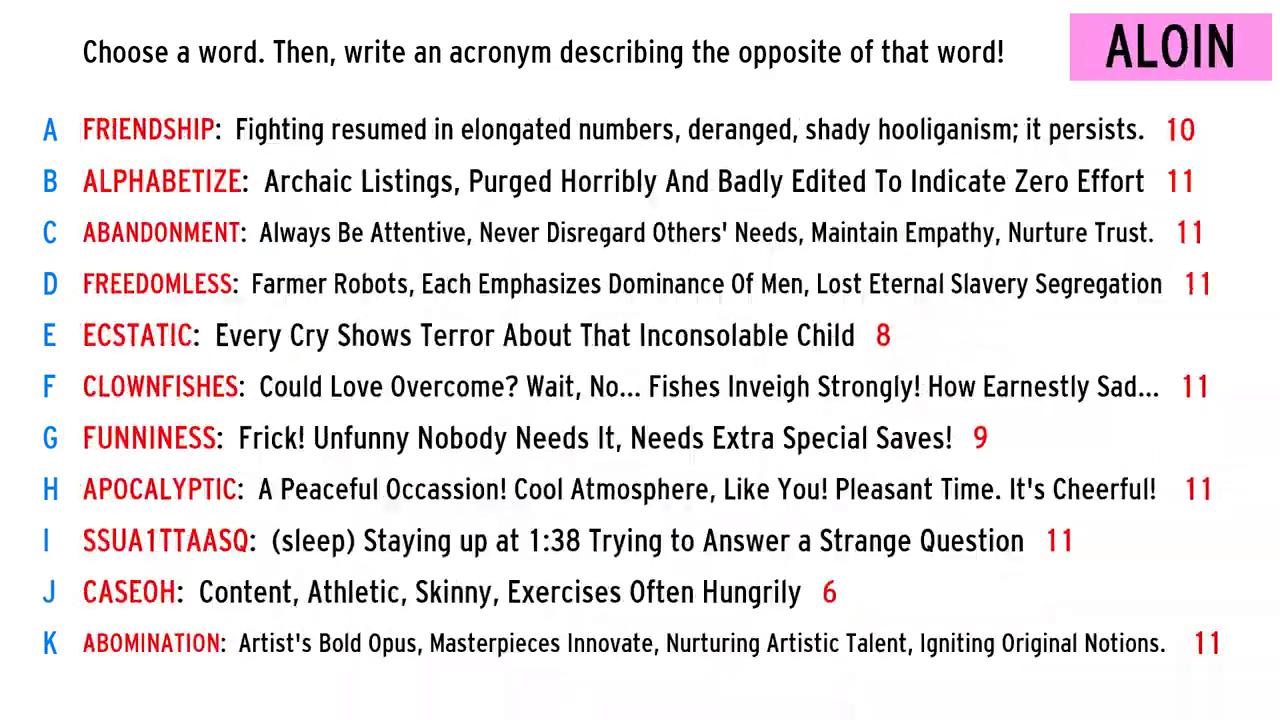 Choose a word. Then, write an acronym describing the opposite of that word!
ALOIN
A FRIENDSHIP: Fighting resumed in elongated numbers, deranged, shady hooliganism; it persists. 10
B ALPHABETIZE: Archaic Listings, Purged Horribly And Badly Edited To Indicate Zero Effort 11
C ABANDONMENT: Always Be Attentive, Never Disregard Others' Needs, Maintain Empathy, Nurture Trust. 11
D FREEDOMLESS: Farmer Robots, Each Emphasizes Dominance Of Men, Lost Eternal Slavery Segregation 11
E ECSTATIC: Every Cry Shows Terror About That Inconsolable Child 8
F CLOWNFISHES: Could Love Overcome? Wait, No... Fishes Inveigh Strongly! How Earnestly Sad... 11
G FUNNINESS: Frick! Unfunny Nobody Needs It, Needs Extra Special Saves! 9
H APOCALYPTIC: A Peaceful Occassion! Cool Atmosphere, Like You! Pleasant Time. It's Cheerful! 11
I SSUA1TTAASQ: (sleep) Staying up at 1:38 Trying to Answer a Strange Question 11
J CASEOH: Content, Athletic, Skinny, Exercises Often Hungrily 6
K ABOMINATION: Artist's Bold Opus, Masterpieces Innovate, Nurturing Artistic Talent, Igniting Original Notions. 11